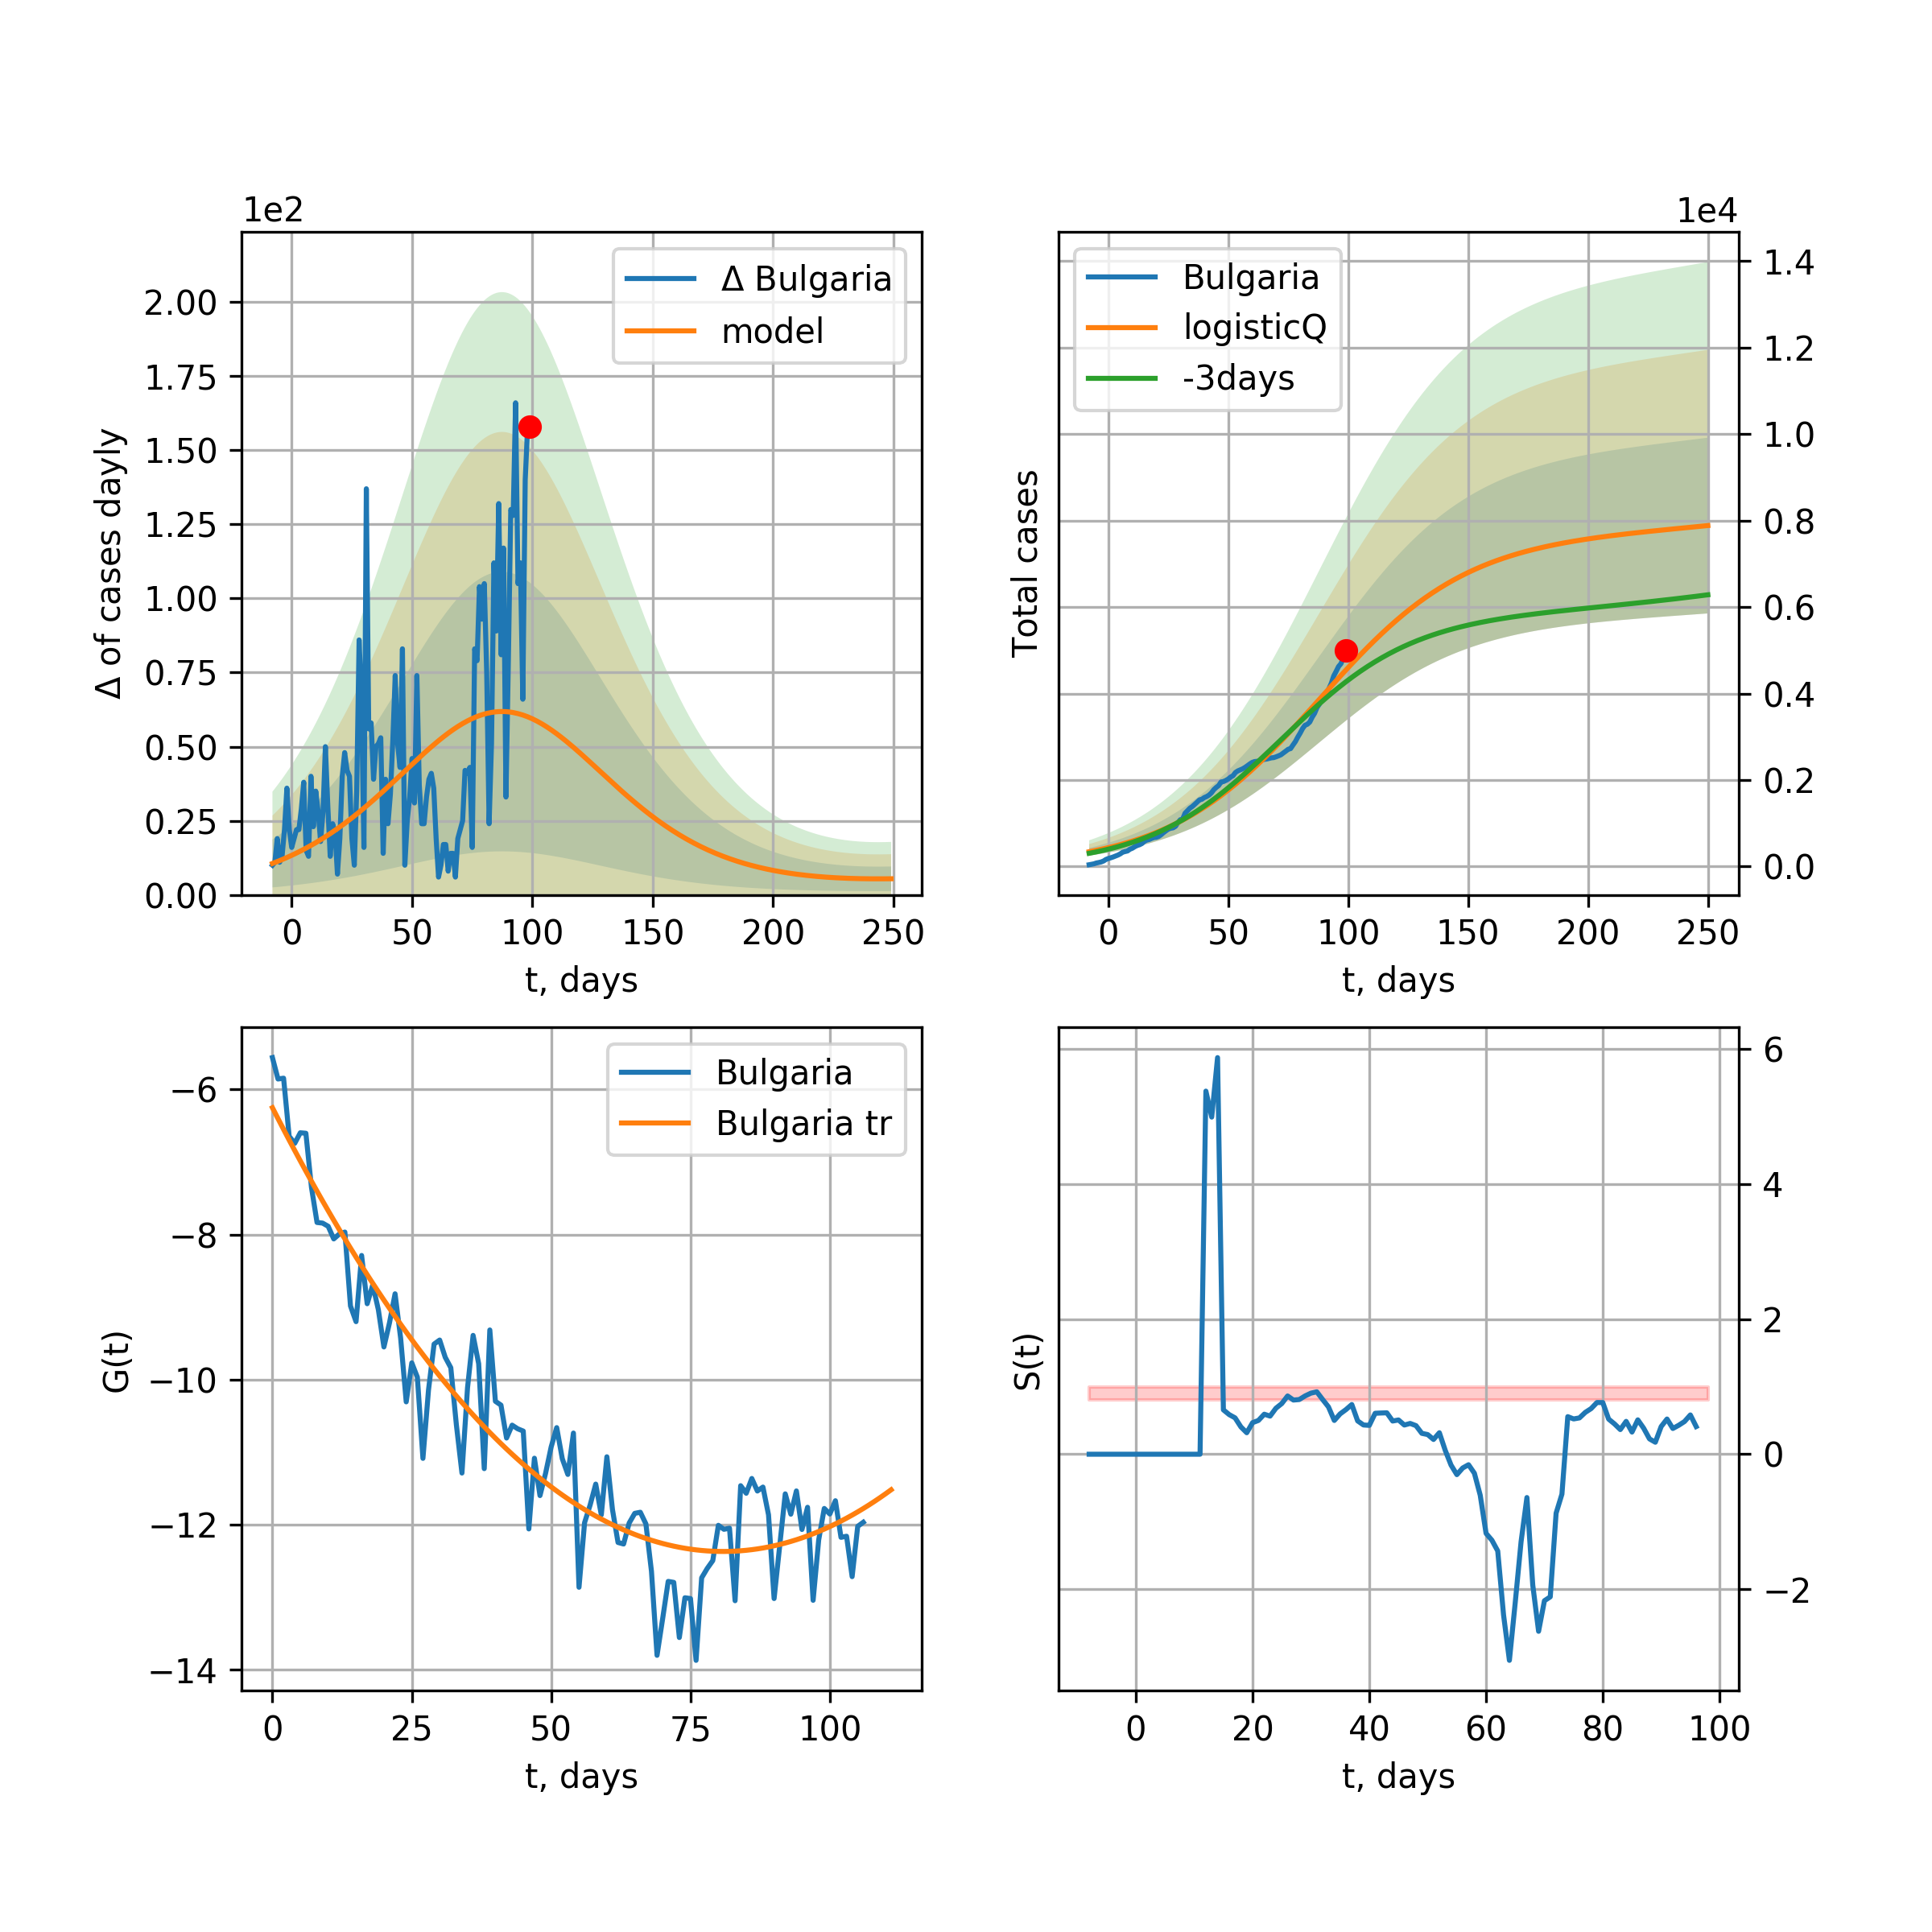 1e2
Δ of cases dayly
2.00
1.75
1.50
1.25
1.00
0.75
0.50
0.25
0.00
Δ Bulgaria
model
0 50 100 150 200 250
t, days
1e4
Total cases
Bulgaria
logisticQ
-3days
1.4
1.2
1.0
0.8
0.6
0.4
0.2
0.0
0 50 100 150 200 250
t, days
G(t)
−6
−8
−10
−12
−14
Bulgaria
Bulgaria tr
0 25 50 75 100
t, days
S(t)
6
4
2
0
−2
0 20 40 60 80 100
t, days